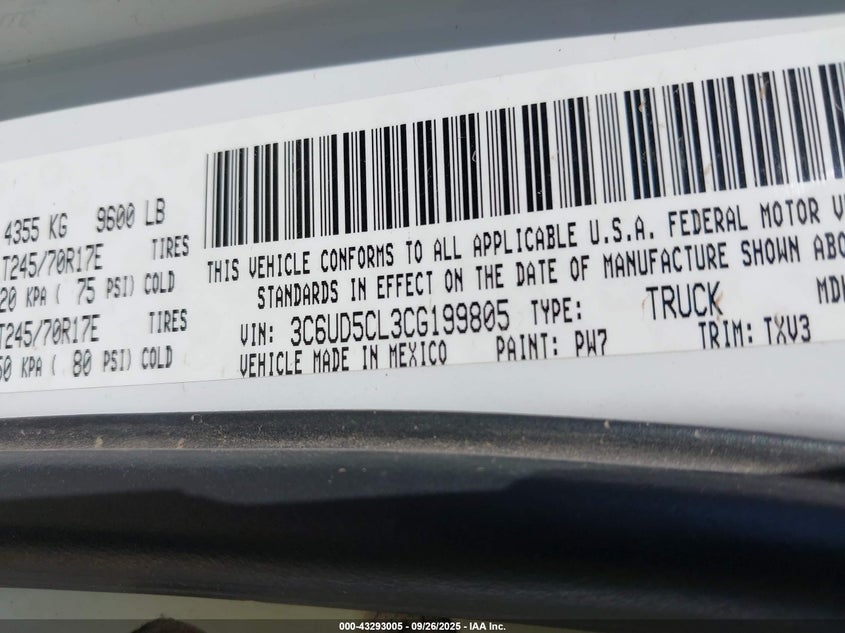 4355 KG 9600 LB
T245/70R17E TIRES
20 KPA ( 75 PSI) COLD
T245/70R17E TIRES
50 KPA ( 80 PSI) COLD
THIS VEHICLE CONFORMS TO ALL APPLICABLE U.S.A. FEDERAL MOTOR V
STANDARDS IN EFFECT ON THE DATE OF MANUFACTURE SHOWN ABO
VIN: 3C6UD5CL3CG199805 TYPE: TRUCK MD
VEHICLE MADE IN MEXICO PAINT: PW7 TRIM: TXV3
000-43293005 - 09/26/2025 - IAA Inc.